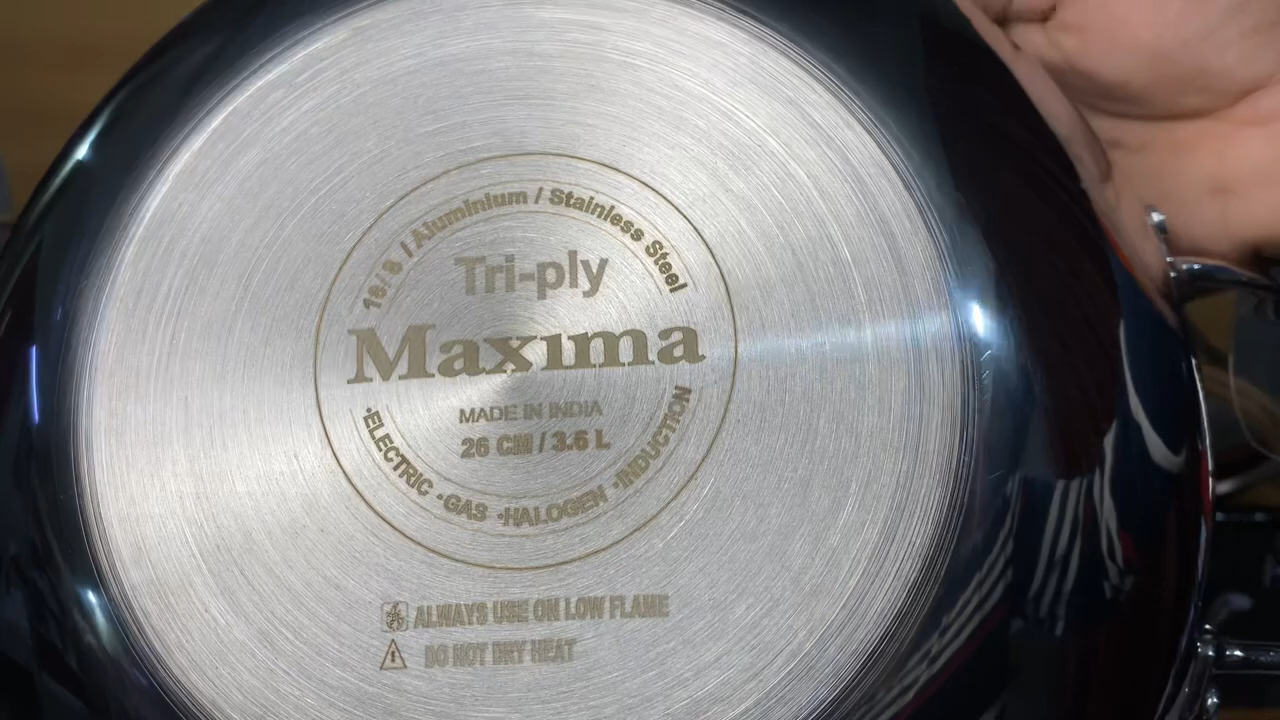 18/8 / Aluminium / Stainless Steel
Tri-ply
Maxima
MADE IN INDIA
26 CM / 3.6 L
·ELECTRIC ·GAS ·HALOGEN ·INDUCTION
ALWAYS USE ON LOW FLAME
DO NOT DRY HEAT